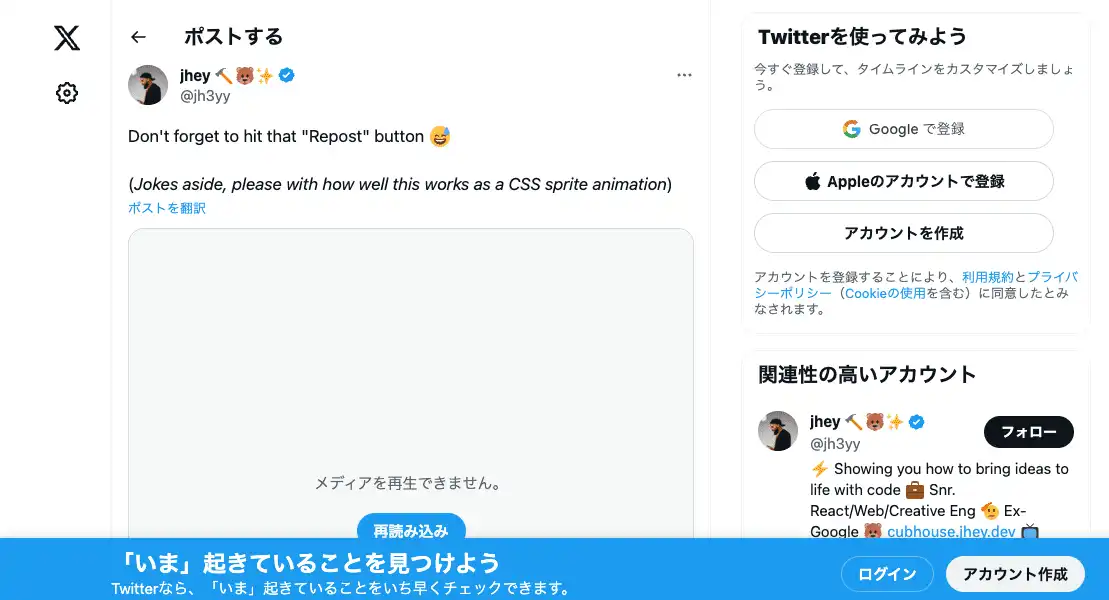 ポストする
jhey 🔨🐻✨
@jh3yy
Don't forget to hit that "Repost" button 😅
(Jokes aside, please with how well this works as a CSS sprite animation)
ポストを翻訳
メディアを再生できません。
再読み込み
Twitterを使ってみよう
今すぐ登録して、タイムラインをカスタマイズしましょ
う。
Google で登録
Appleのアカウントで登録
アカウントを作成
アカウントを登録することにより、利用規約とプライバ
シーポリシー（Cookieの使用を含む）に同意したとみ
なされます。
関連性の高いアカウント
jhey 🔨🐻✨
@jh3yy
フォロー
⚡ Showing you how to bring ideas to
life with code 💼 Snr.
React/Web/Creative Eng 🫡 Ex-
Google 🐻 cubhouse.jhey.dev 📺
「いま」起きていることを見つけよう
Twitterなら、「いま」起きていることをいち早くチェックできます。
ログイン
アカウント作成